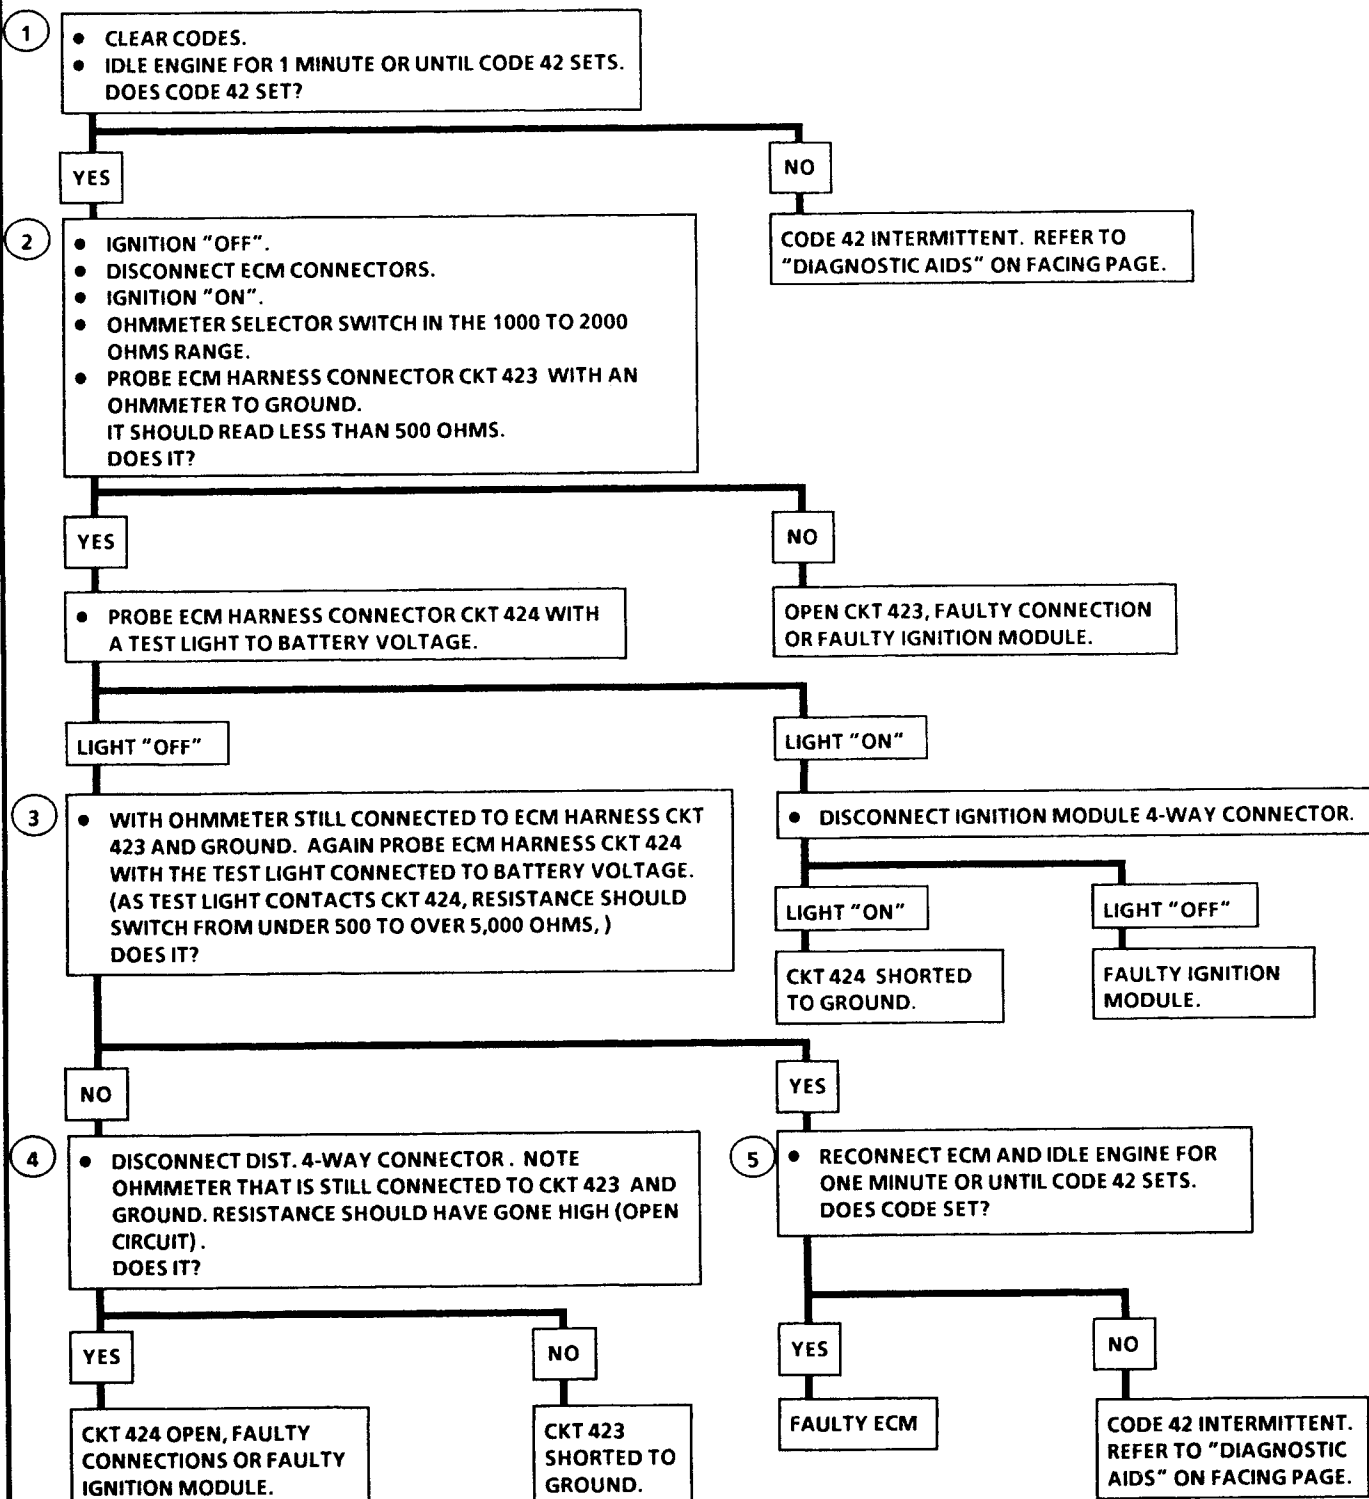 1
● CLEAR CODES.
● IDLE ENGINE FOR 1 MINUTE OR UNTIL CODE 42 SETS.
DOES CODE 42 SET?
YES
NO
2
● IGNITION "OFF".
● DISCONNECT ECM CONNECTORS.
● IGNITION "ON".
● OHMMETER SELECTOR SWITCH IN THE 1000 TO 2000
OHMS RANGE.
● PROBE ECM HARNESS CONNECTOR CKT 423 WITH AN
OHMMETER TO GROUND.
IT SHOULD READ LESS THAN 500 OHMS.
DOES IT?
CODE 42 INTERMITTENT. REFER TO
"DIAGNOSTIC AIDS" ON FACING PAGE.
YES
NO
● PROBE ECM HARNESS CONNECTOR CKT 424 WITH
A TEST LIGHT TO BATTERY VOLTAGE.
OPEN CKT 423, FAULTY CONNECTION
OR FAULTY IGNITION MODULE.
LIGHT "OFF"
LIGHT "ON"
3
● WITH OHMMETER STILL CONNECTED TO ECM HARNESS CKT
423 AND GROUND. AGAIN PROBE ECM HARNESS CKT 424
WITH THE TEST LIGHT CONNECTED TO BATTERY VOLTAGE.
(AS TEST LIGHT CONTACTS CKT 424, RESISTANCE SHOULD
SWITCH FROM UNDER 500 TO OVER 5,000 OHMS, )
DOES IT?
● DISCONNECT IGNITION MODULE 4-WAY CONNECTOR.
LIGHT "ON"
LIGHT "OFF"
CKT 424 SHORTED
TO GROUND.
FAULTY IGNITION
MODULE.
NO
YES
4
● DISCONNECT DIST. 4-WAY CONNECTOR . NOTE
OHMMETER THAT IS STILL CONNECTED TO CKT 423 AND
GROUND. RESISTANCE SHOULD HAVE GONE HIGH (OPEN
CIRCUIT) .
DOES IT?
5
● RECONNECT ECM AND IDLE ENGINE FOR
ONE MINUTE OR UNTIL CODE 42 SETS.
DOES CODE SET?
YES
NO
YES
NO
CKT 424 OPEN, FAULTY
CONNECTIONS OR FAULTY
IGNITION MODULE.
CKT 423
SHORTED TO
GROUND.
FAULTY ECM
CODE 42 INTERMITTENT.
REFER TO "DIAGNOSTIC
AIDS" ON FACING PAGE.